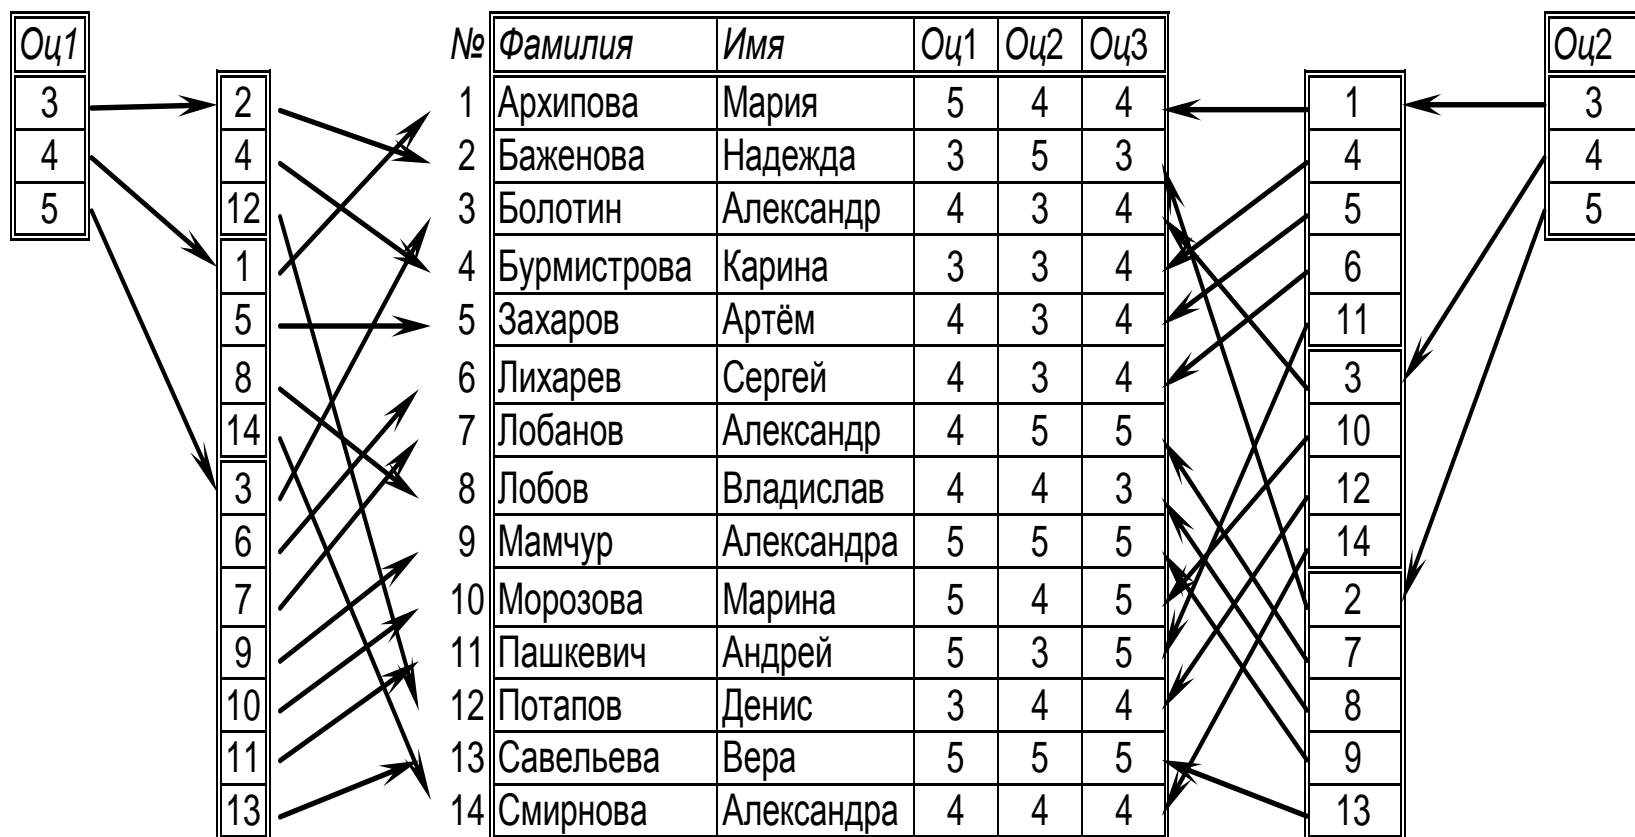 Оц1 № Фамилия Имя Оц1 Оц2 Оц3 Оц2
3 2 1 Архипова Мария 5 4 4 1 3
4 4 2 Баженова Надежда 3 5 3 4 4
5 12 3 Болотин Александр 4 3 4 5 5
1 4 Бурмистрова Карина 3 3 4 6
5 5 Захаров Артём 4 3 4 11
8 6 Лихарев Сергей 4 3 4 3
14 7 Лобанов Александр 4 5 5 10
3 8 Лобов Владислав 4 4 3 12
6 9 Мамчур Александра 5 5 5 14
7 10 Морозова Марина 5 4 5 2
9 11 Пашкевич Андрей 5 3 5 7
10 12 Потапов Денис 3 4 4 8
11 13 Савельева Вера 5 5 5 9
13 14 Смирнова Александра 4 4 4 13